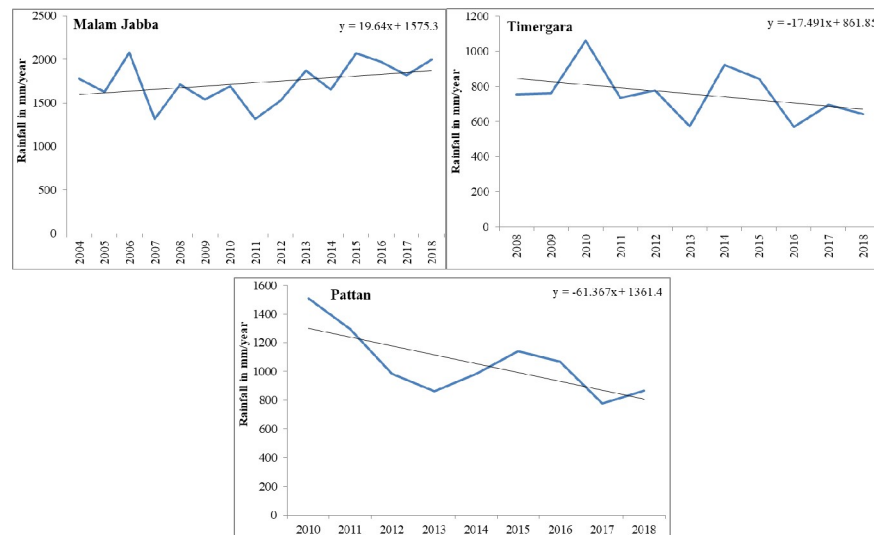 Malam Jabba
y = 19.64x + 1575.3
Rainfall in mm/year
2500
2000
1500
1000
500
0
2004 2005 2006 2007 2008 2009 2010 2011 2012 2013 2014 2015 2016 2017 2018
Timergara
y = -17.491x + 861.85
Rainfall in mm/year
1200
1000
800
600
400
200
0
2008 2009 2010 2011 2012 2013 2014 2015 2016 2017 2018
Pattan
y = -61.367x + 1361.4
Rainfall in mm/year
1600
1400
1200
1000
800
600
400
200
0
2010 2011 2012 2013 2014 2015 2016 2017 2018